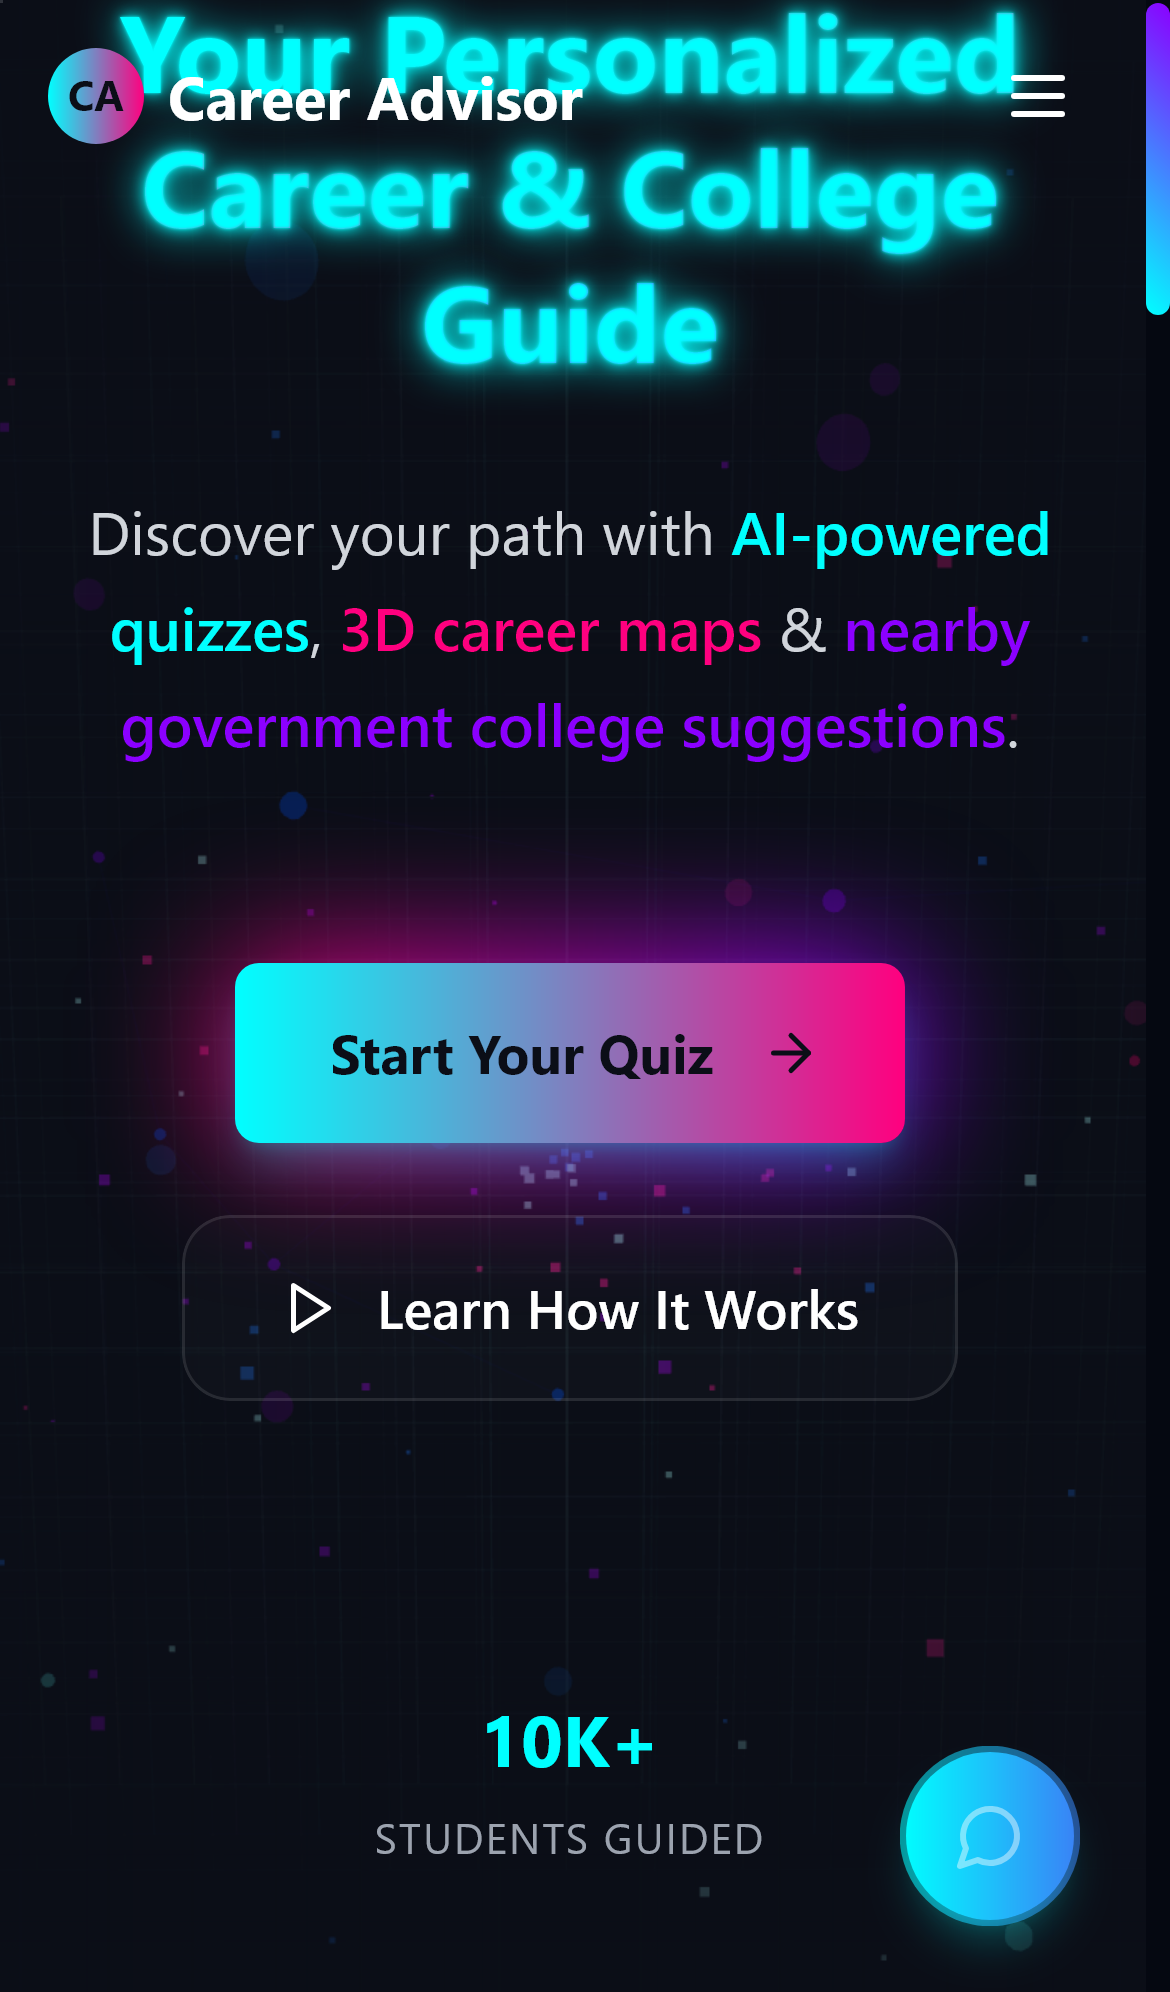 Your Personalized
CA Career Advisor
Career & College
Guide
Discover your path with AI-powered
quizzes, 3D career maps & nearby
government college suggestions.
Start Your Quiz
Learn How It Works
10K+
STUDENTS GUIDED